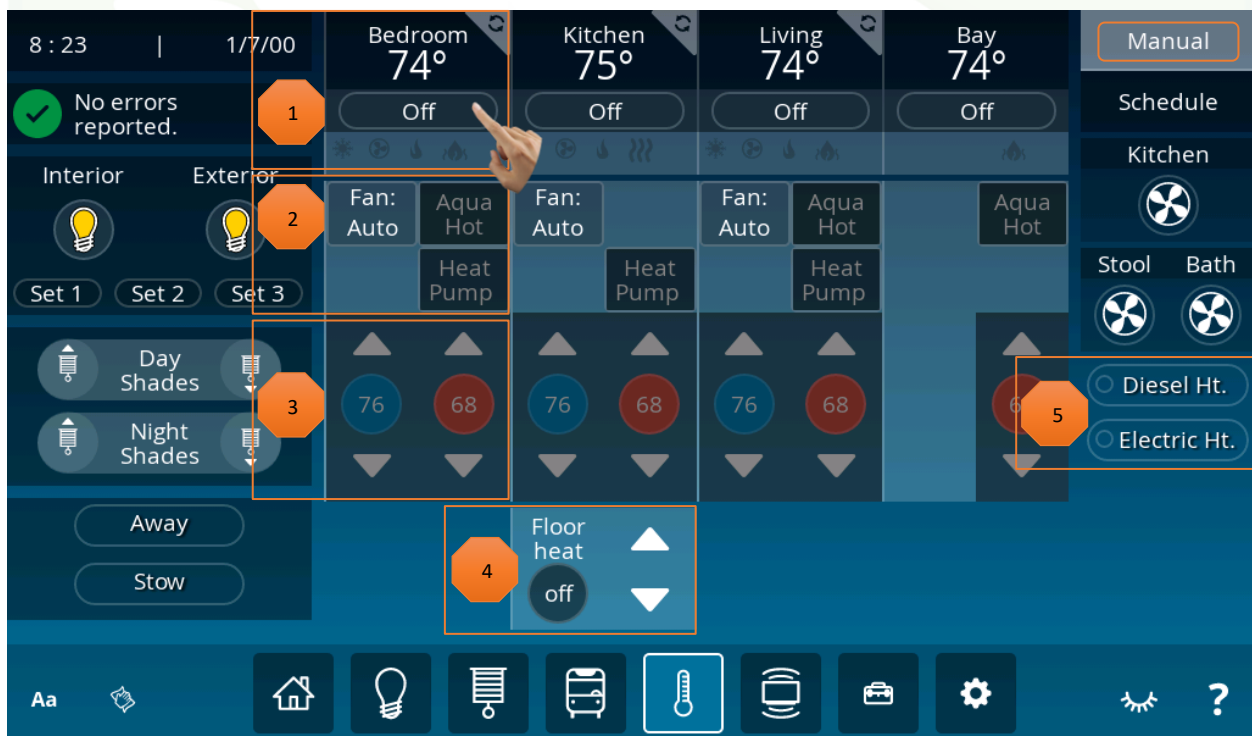 8 : 23 | 1/7/00
No errors
reported.
Interior Exterior
Set 1 Set 2 Set 3
Day
Shades
Night
Shades
Away
Stow
1
2
3
4
5
Bedroom
74°
Off
Fan:
Auto
Aqua
Hot
Heat
Pump
76 68
Kitchen
75°
Off
Fan:
Auto
Heat
Pump
76 68
Floor
heat
off
Living
74°
Off
Fan:
Auto
Aqua
Hot
Heat
Pump
76 68
Bay
74°
Off
Aqua
Hot
Manual
Schedule
Kitchen
Stool Bath
Diesel Ht.
Electric Ht.
Aa
?